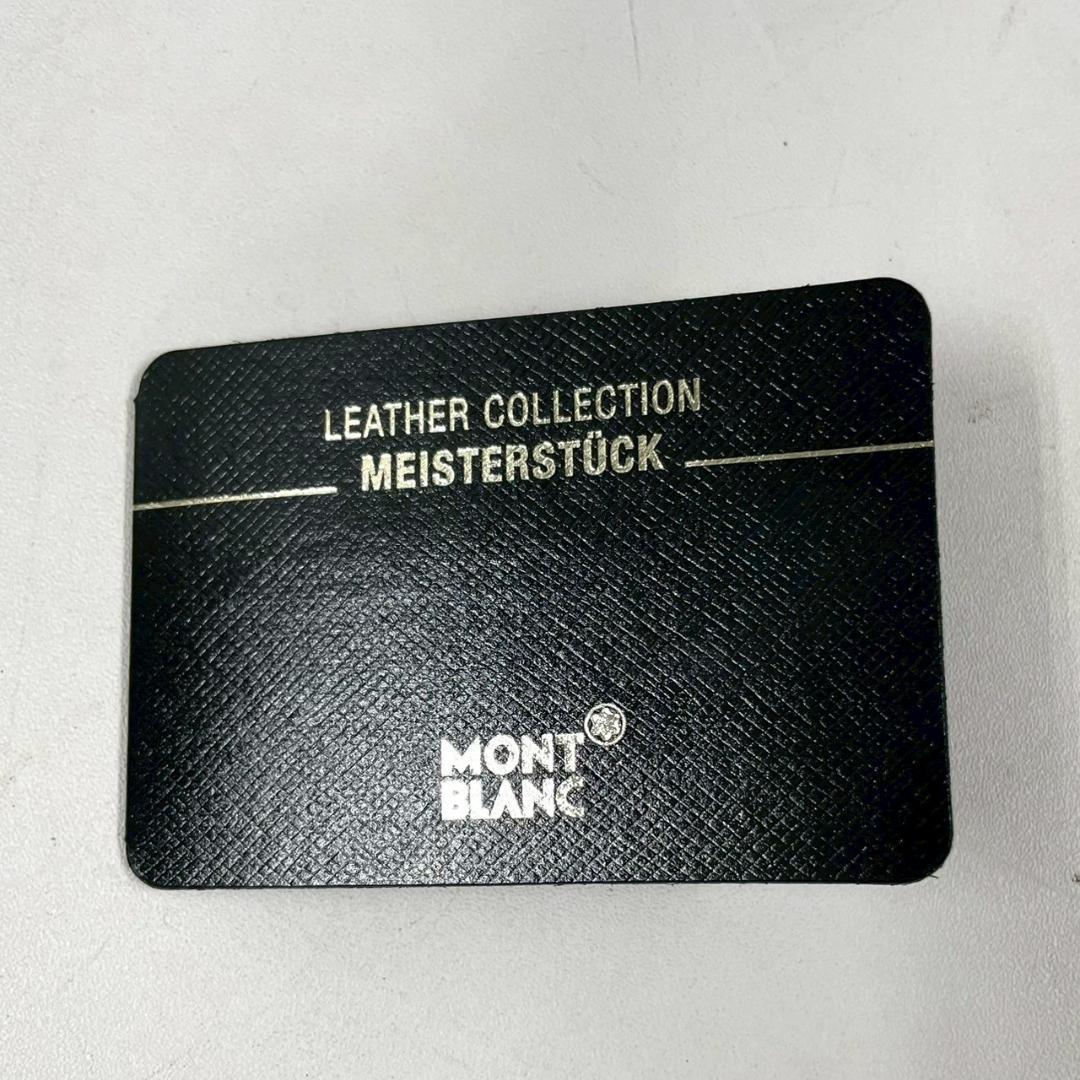 LEATHER COLLECTION
MEISTERSTÜCK
MONT
BLANC